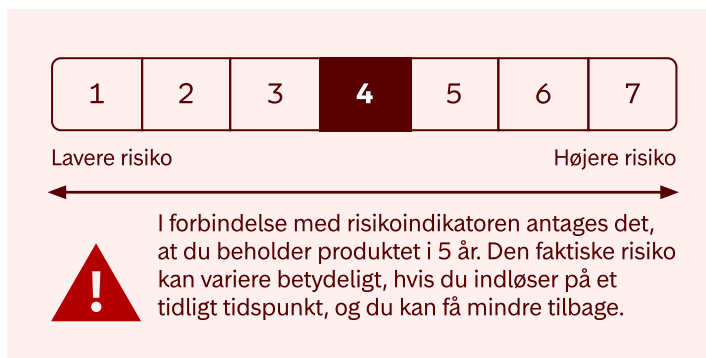 1 2 3 4 5 6 7
Lavere risiko Højere risiko
I forbindelse med risikoindikatoren antages det,
at du beholder produktet i 5 år. Den faktiske risiko
kan variere betydeligt, hvis du indløser på et
tidligt tidspunkt, og du kan få mindre tilbage.
!